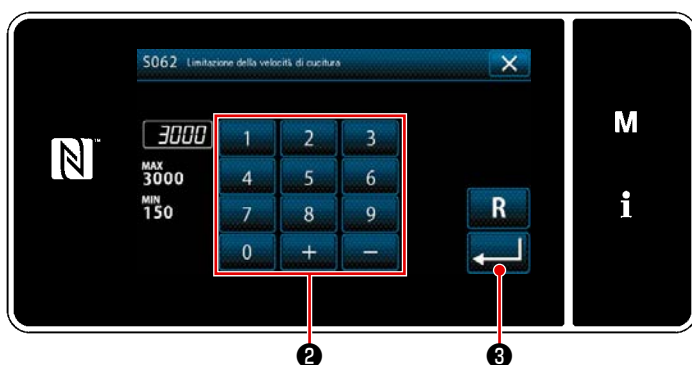 S062 Limitazione della velocità di cucitura
3000
MAX
3000
MIN
150
1 2 3
4 5 6
7 8 9
0 + −
R
M
i
N™
❷ ❸